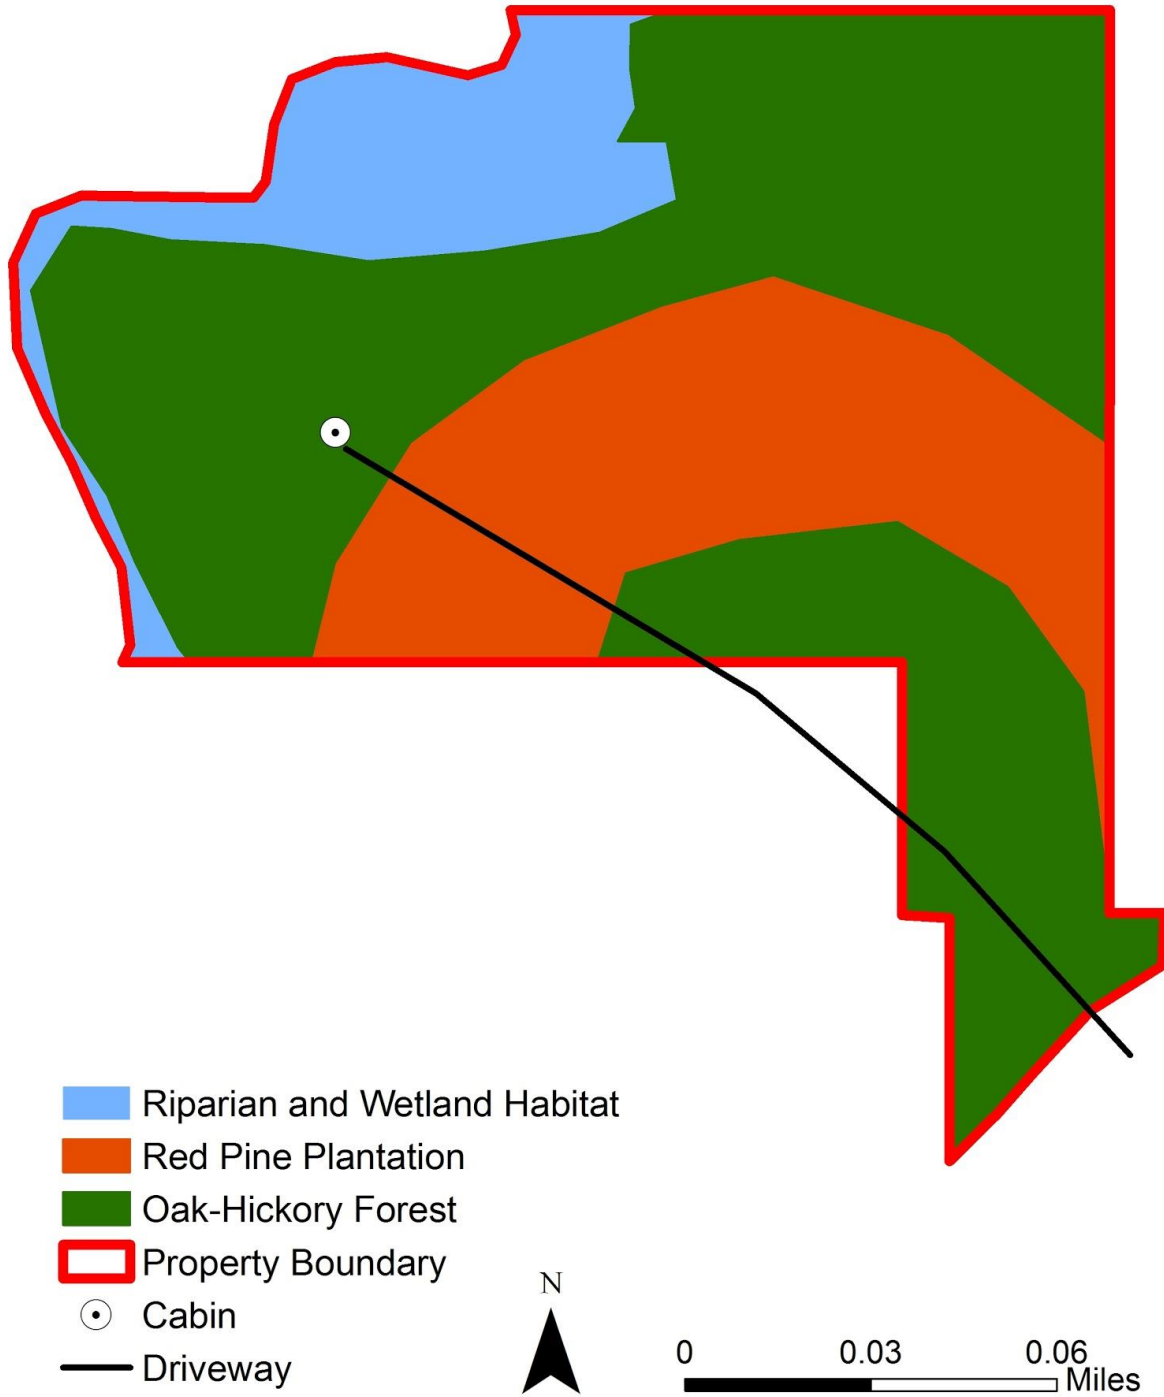 Riparian and Wetland Habitat
Red Pine Plantation
Oak-Hickory Forest
Property Boundary
Cabin
Driveway
N
0 0.03 0.06
Miles